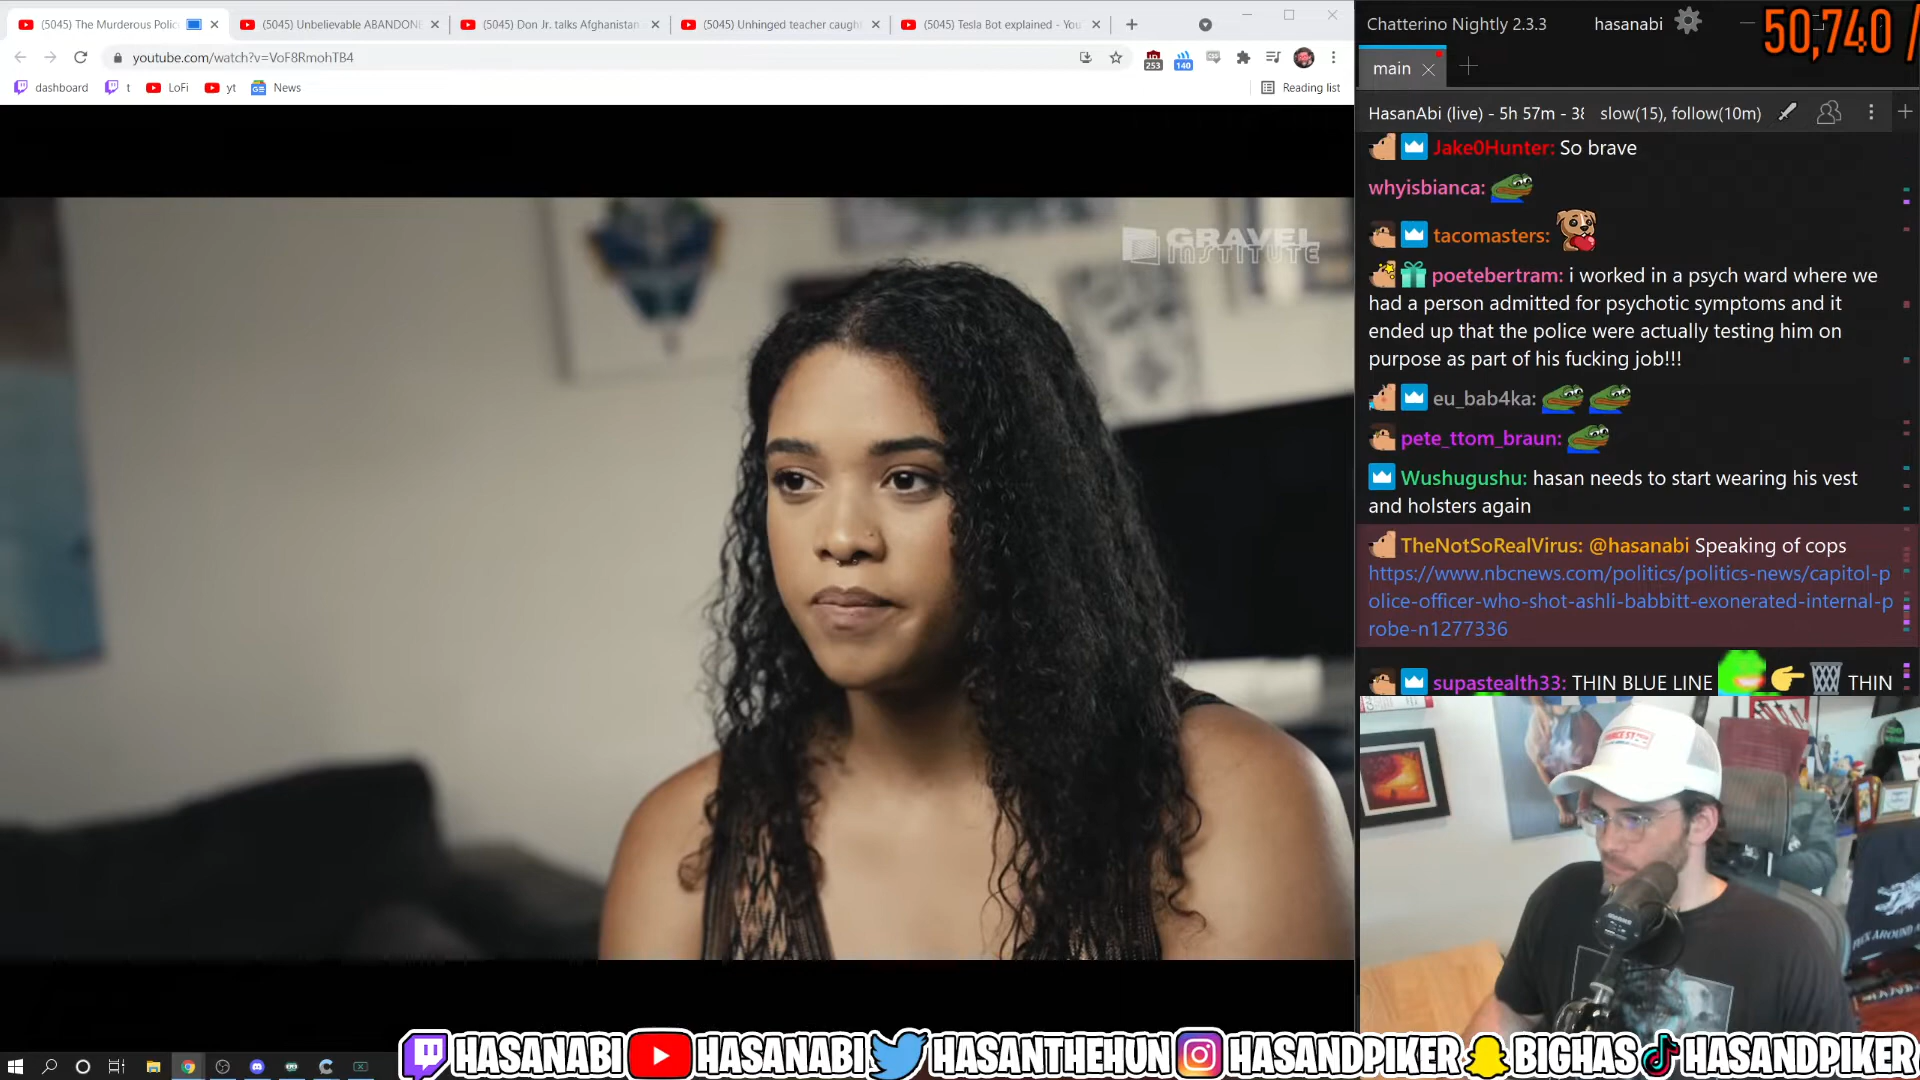 (5045) The Murderous Polic
(5045) Unbelievable ABANDONE
(5045) Don Jr. talks Afghanistan
(5045) Unhinged teacher caught
(5045) Tesla Bot explained - You
youtube.com/watch?v=VoF8RmohTB4
253
140
dashboard
t
LoFi
yt
News
Reading list
GRAVEL
INSTITUTE
Chatterino Nightly 2.3.3
hasanabi
50,740 /
main
HasanAbi (live) - 5h 57m - 38
slow(15), follow(10m)
Jake0Hunter: So brave
whyisbianca:
tacomasters:
poetebertram: i worked in a psych ward where we
had a person admitted for psychotic symptoms and it
ended up that the police were actually testing him on
purpose as part of his fucking job!!!
eu_bab4ka:
pete_ttom_braun:
Wushugushu: hasan needs to start wearing his vest
and holsters again
TheNotSoRealVirus: @hasanabi Speaking of cops
https://www.nbcnews.com/politics/politics-news/capitol-p
olice-officer-who-shot-ashli-babbitt-exonerated-internal-p
robe-n1277336
supastealth33: THIN BLUE LINE THIN
HASANABI
HASANABI
HASANTHEHUN
HASANDPIKER
BIGHAS
HASANDPIKER